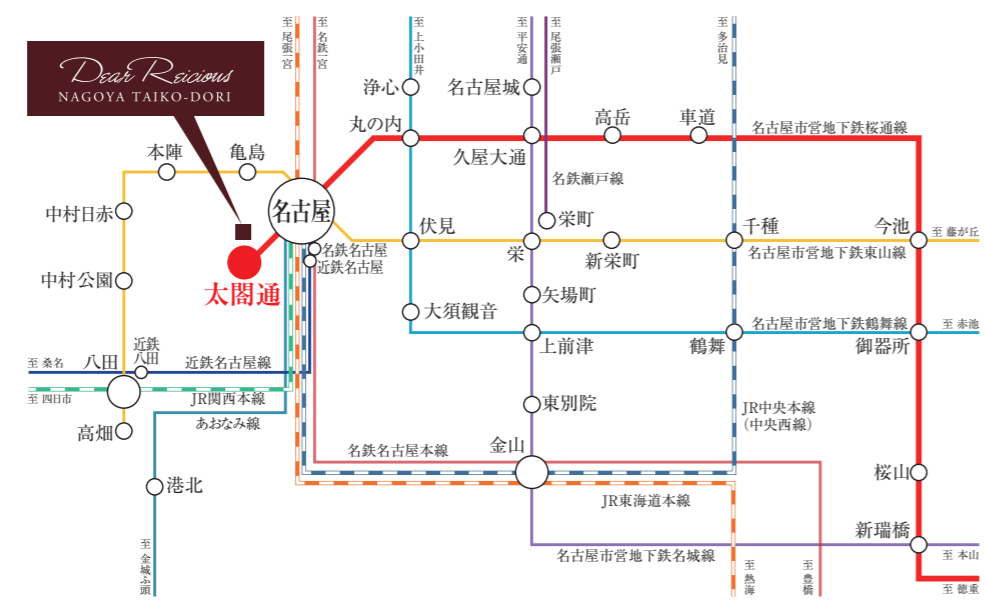 至 尾張一宮
至 名鉄一宮
至 上小田井
至 平安通
至 尾張瀬戸
至 多治見
Dear Reicious
NAGOYA TAIKO-DORI
浄心
名古屋城
丸の内
久屋大通
高岳
車道
名古屋市営地下鉄桜通線
本陣
亀島
名鉄瀬戸線
中村日赤
名古屋
栄町
伏見
栄
新栄町
千種
今池
至 藤が丘
名古屋市営地下鉄東山線
名鉄名古屋
近鉄名古屋
太閤通
中村公園
矢場町
大須観音
上前津
鶴舞
名古屋市営地下鉄鶴舞線
御器所
至 赤池
近鉄
八田
至 桑名
八田
近鉄名古屋線
至 四日市
JR関西本線
あおなみ線
高畑
東別院
JR中央本線
(中央西線)
金山
名鉄名古屋本線
港北
桜山
JR東海道本線
新瑞橋
名古屋市営地下鉄名城線
至 本山
至 金城ふ頭
至 熱海
至 豊橋
至 徳重